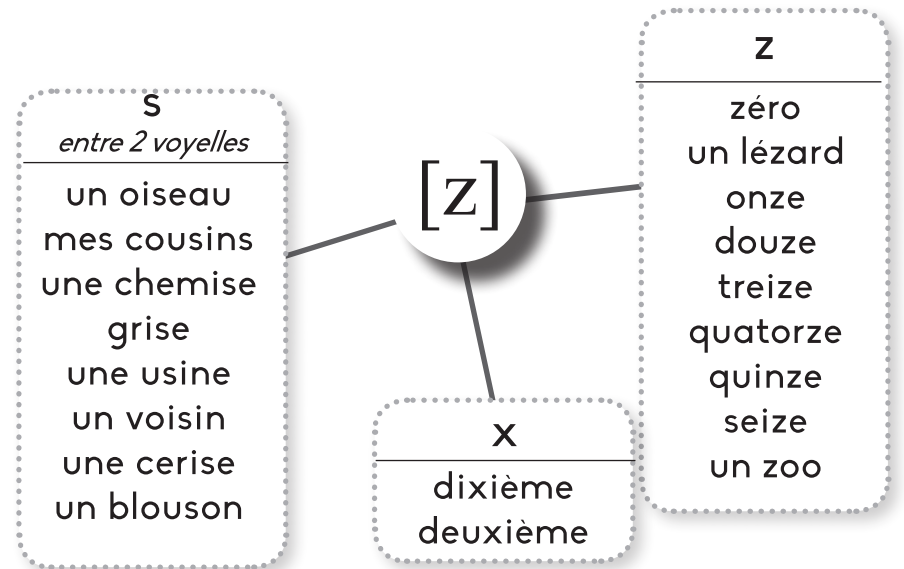 s
entre 2 voyelles
un oiseau
mes cousins
une chemise
grise
une usine
un voisin
une cerise
un blouson
[z]
x
dixième
deuxième
z
zéro
un lézard
onze
douze
treize
quatorze
quinze
seize
un zoo